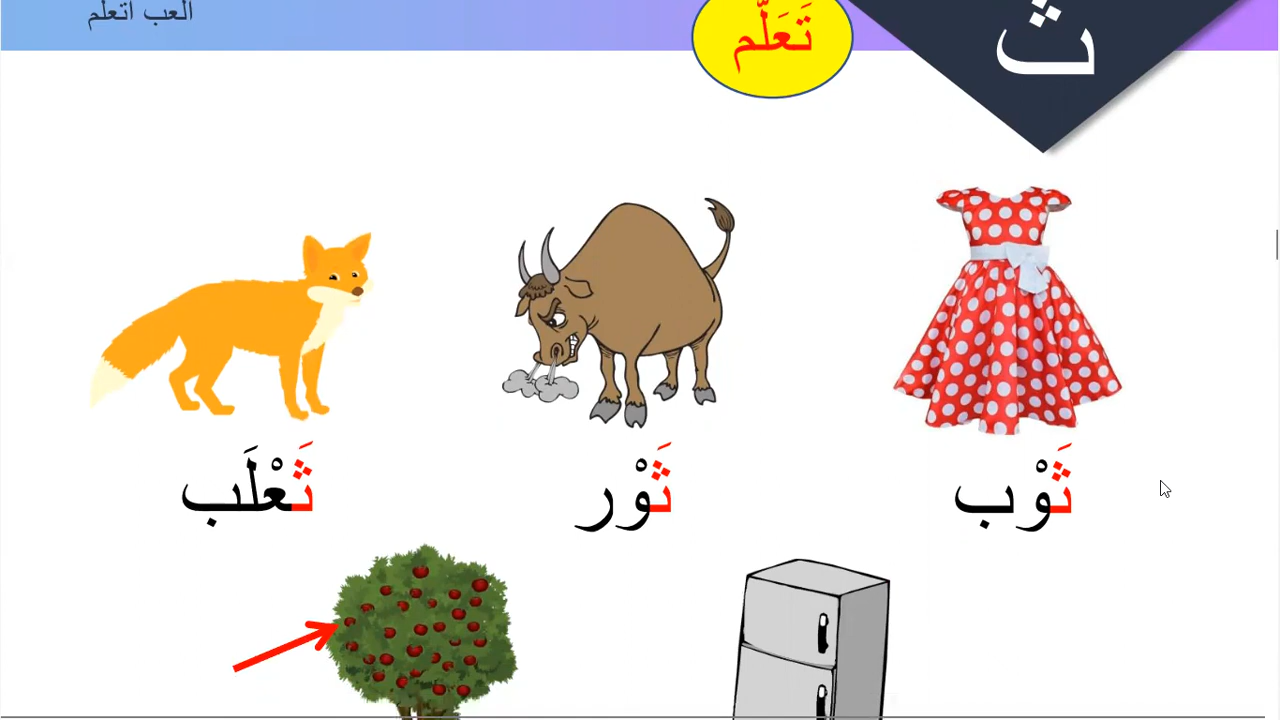 ث
تَعَلَّم
العب اتعلم
ثَوْب
ثَوْر
ثَعْلَب